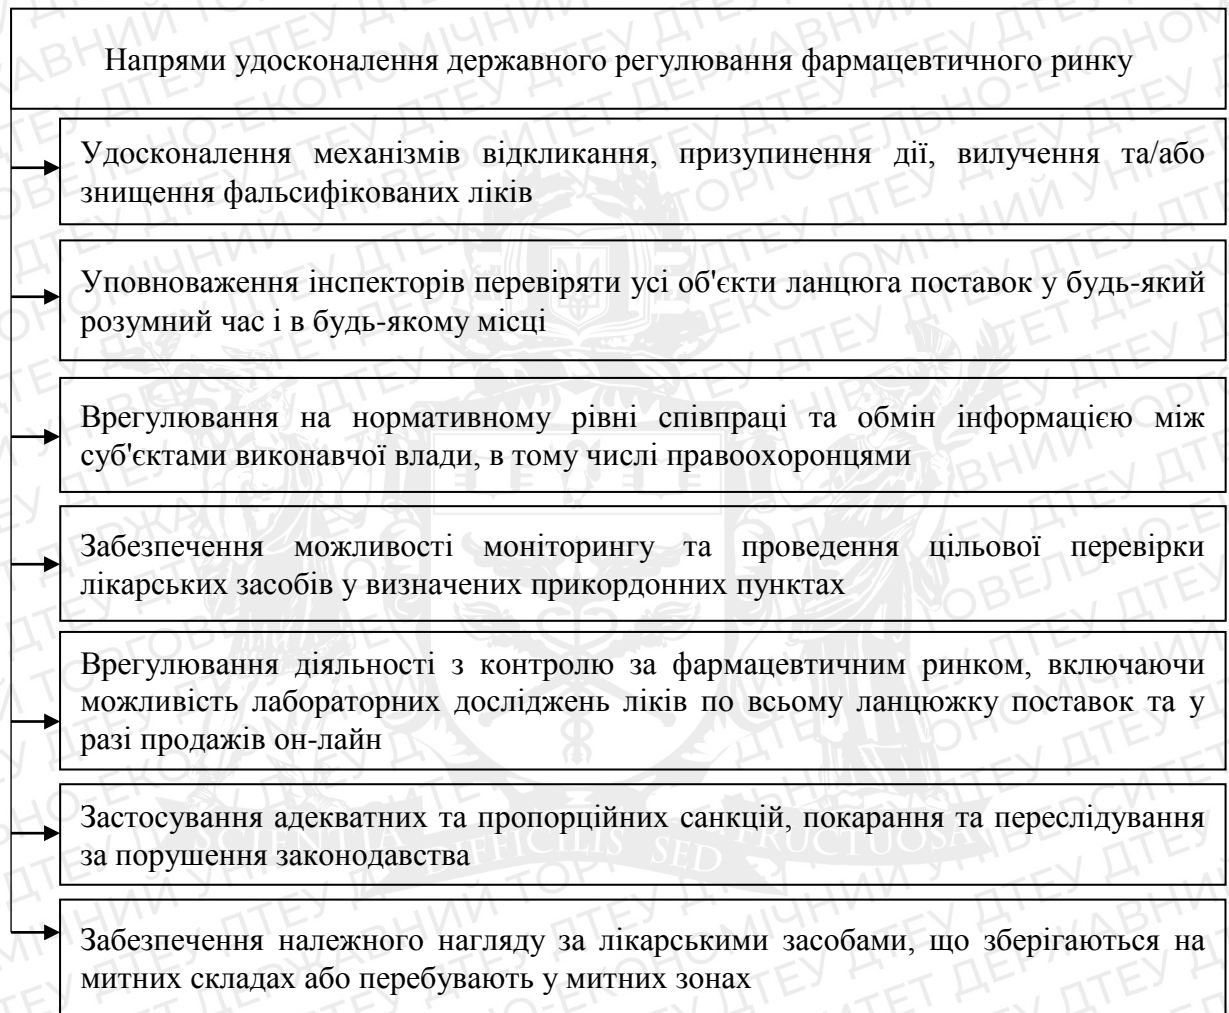 Напрями удосконалення державного регулювання фармацевтичного ринку
Удосконалення механізмів відкликання, призупинення дії, вилучення та/або
знищення фальсифікованих ліків
Уповноваження інспекторів перевіряти усі об'єкти ланцюга поставок у будь-який
розумний час і в будь-якому місці
Врегулювання на нормативному рівні співпраці та обмін інформацією між
суб'єктами виконавчої влади, в тому числі правоохоронцями
Забезпечення можливості моніторингу та проведення цільової перевірки
лікарських засобів у визначених прикордонних пунктах
Врегулювання діяльності з контролю за фармацевтичним ринком, включаючи
можливість лабораторних досліджень ліків по всьому ланцюжку поставок та у
разі продажів он-лайн
Застосування адекватних та пропорційних санкцій, покарання та переслідування
за порушення законодавства
SCIENTIA DIFFICILIS SED FRUCTUOSA
Забезпечення належного нагляду за лікарськими засобами, що зберігаються на
митних складах або перебувають у митних зонах